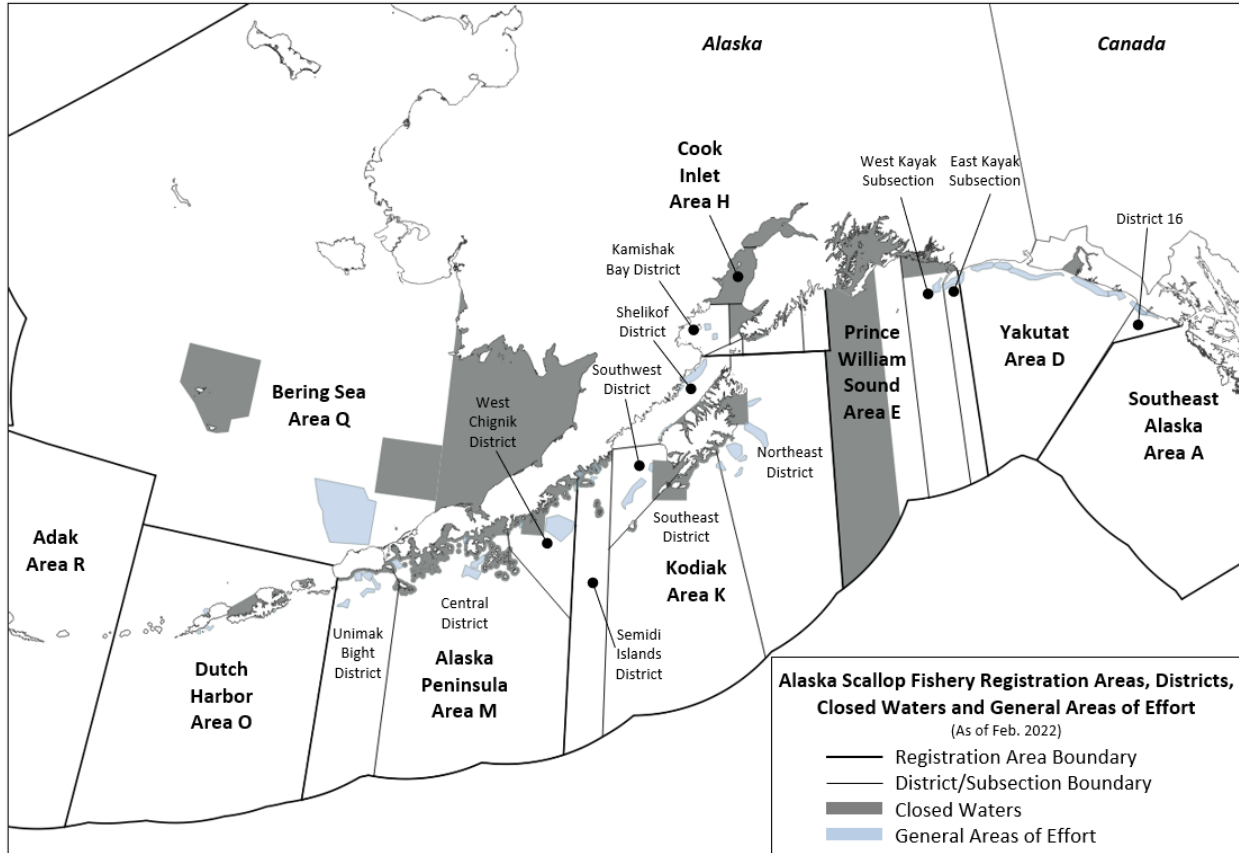 Alaska
Canada
Cook
Inlet
Area H
West Kayak
Subsection
East Kayak
Subsection
District 16
Kamishak
Bay District
Shelikof
District
Southwest
District
West
Chignik
District
Bering Sea
Area Q
Prince
William
Sound
Area E
Yakutat
Area D
Southeast
Alaska
Area A
Northeast
District
Southeast
District
Kodiak
Area K
Adak
Area R
Central
District
Semidi
Islands
District
Unimak
Bight
District
Alaska
Peninsula
Area M
Dutch
Harbor
Area O
Alaska Scallop Fishery Registration Areas, Districts,
Closed Waters and General Areas of Effort
(As of Feb. 2022)
Registration Area Boundary
District/Subsection Boundary
Closed Waters
General Areas of Effort